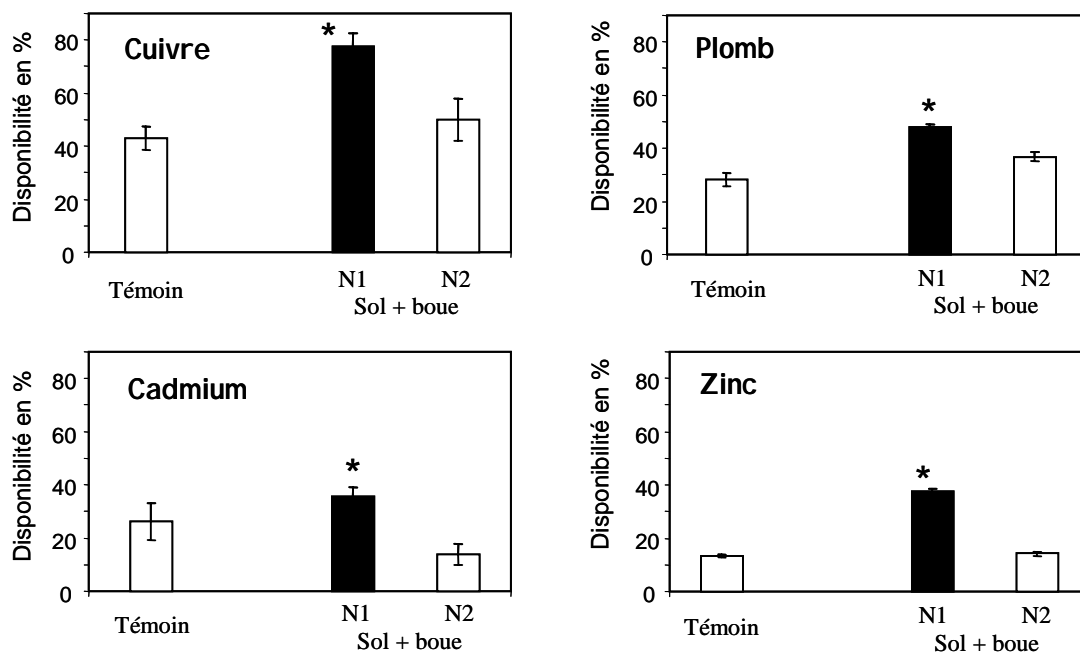 Disponibilité en %
80
60
40
20
0
Cuivre
*
Témoin
N1
N2
Sol + boue
Disponibilité en %
80
60
40
20
0
Plomb
*
Témoin
N1
N2
Sol + boue
Disponibilité en %
80
60
40
20
0
Cadmium
*
Témoin
N1
N2
Sol + boue
Disponibilité en %
80
60
40
20
0
Zinc
*
Témoin
N1
N2
Sol + boue